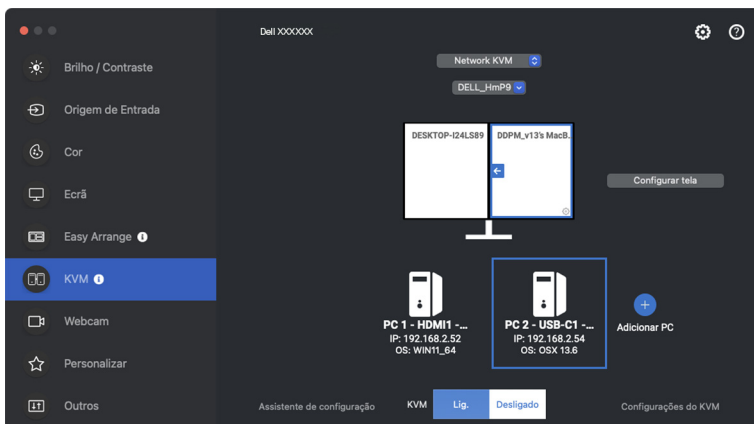 Dell XXXXXX
Brilho / Contraste
Origem de Entrada
Cor
Ecrã
Easy Arrange
KVM
Webcam
Personalizar
Outros
Network KVM
DELL_HmP9
DESKTOP-I24LS89
DDPM_v13's MacB.
Configurar tela
PC 1 - HDMI1 -...
IP: 192.168.2.52
OS: WIN11_64
PC 2 - USB-C1 -...
IP: 192.168.2.54
OS: OSX 13.6
Adicionar PC
Assistente de configuração
KVM
Lig.
Desligado
Configurações do KVM